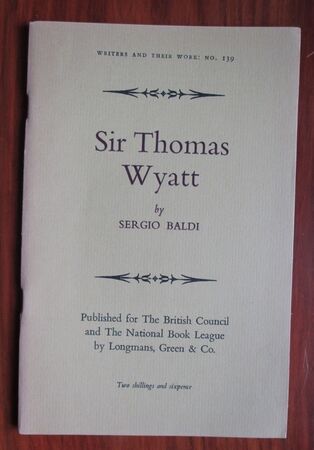 WRITERS AND THEIR WORK: NO. 139
Sir Thomas
Wyatt
by
SERGIO BALDI
Published for The British Council
and The National Book League
by Longmans, Green & Co.
Two shillings and sixpence